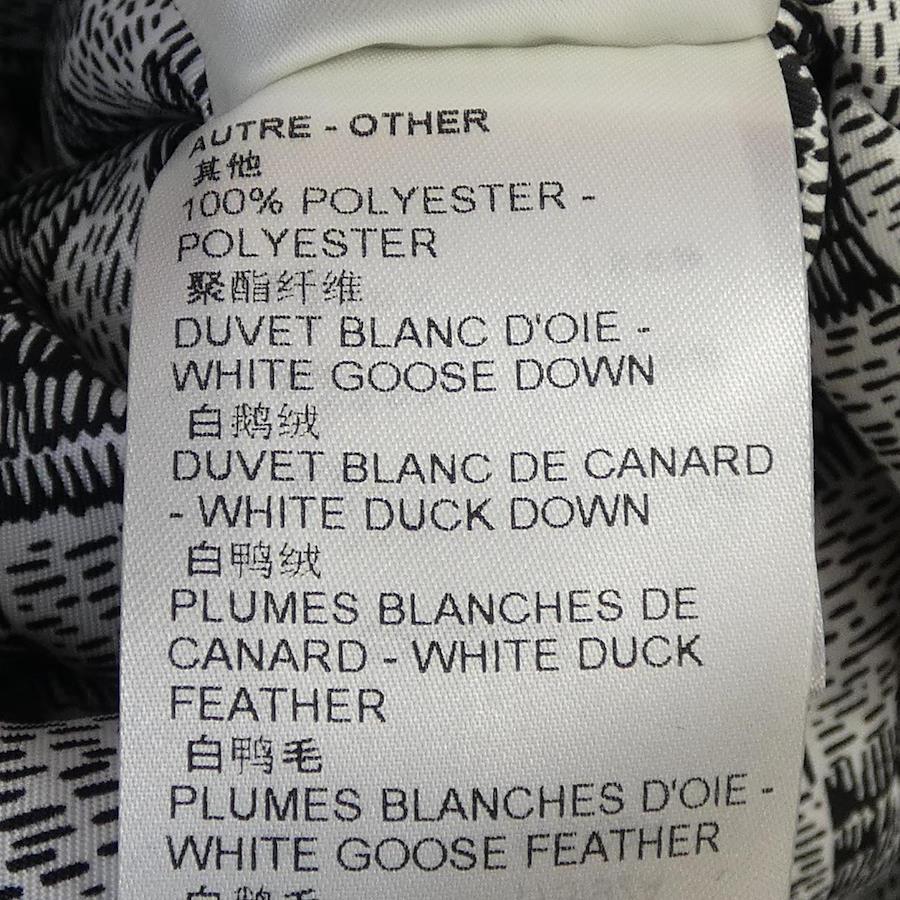 AUTRE - OTHER
其他
100% POLYESTER -
POLYESTER
聚酯纤维
DUVET BLANC D'OIE -
WHITE GOOSE DOWN
白鹅绒
DUVET BLANC DE CANARD
- WHITE DUCK DOWN
白鸭绒
PLUMES BLANCHES DE
CANARD - WHITE DUCK
FEATHER
白鸭毛
PLUMES BLANCHES D'OIE -
WHITE GOOSE FEATHER